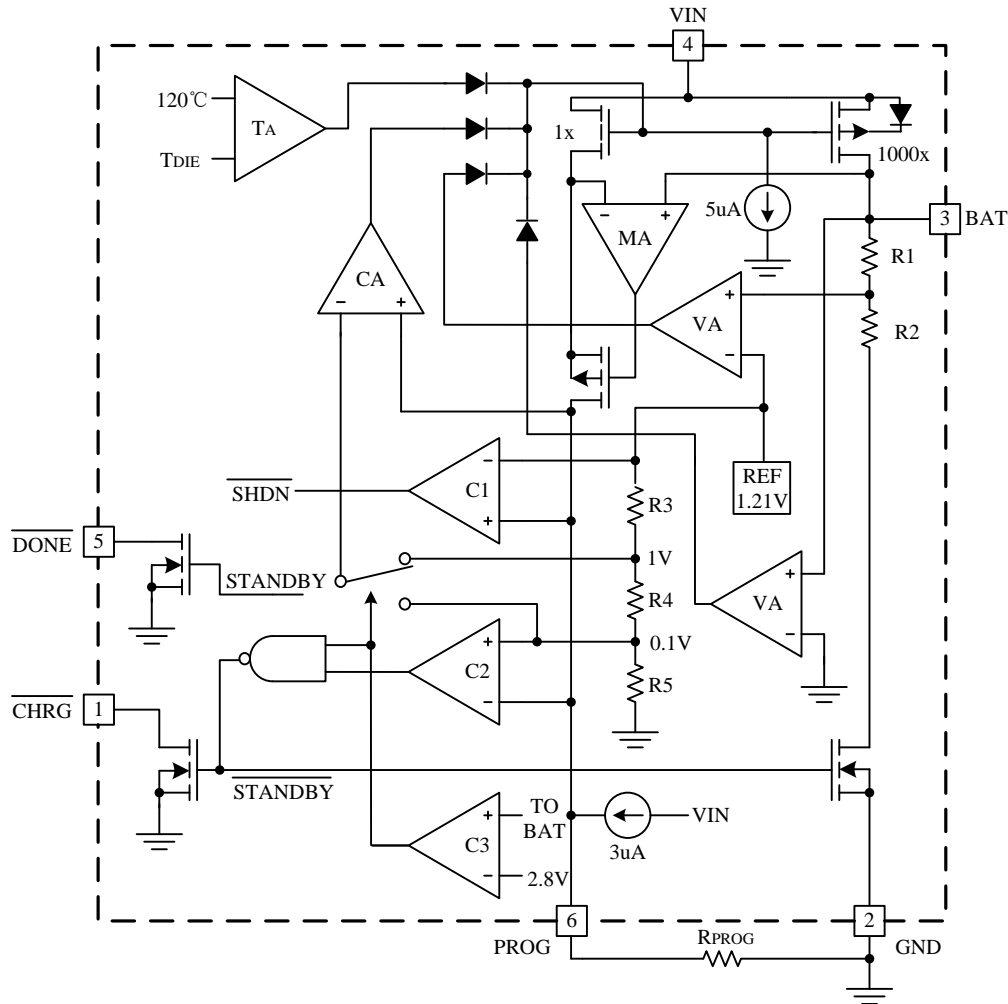 VIN
4
120℃
TA
TDIE
1x
1000x
5uA
3
BAT
MA
R1
CA
VA
R2
REF
1.21V
SHDN
C1
R3
DONE
5
1V
STANDBY
R4
VA
0.1V
C2
R5
CHRG
1
STANDBY
TO
BAT
VIN
C3
3uA
2.8V
6
2
PROG
RPROG
GND